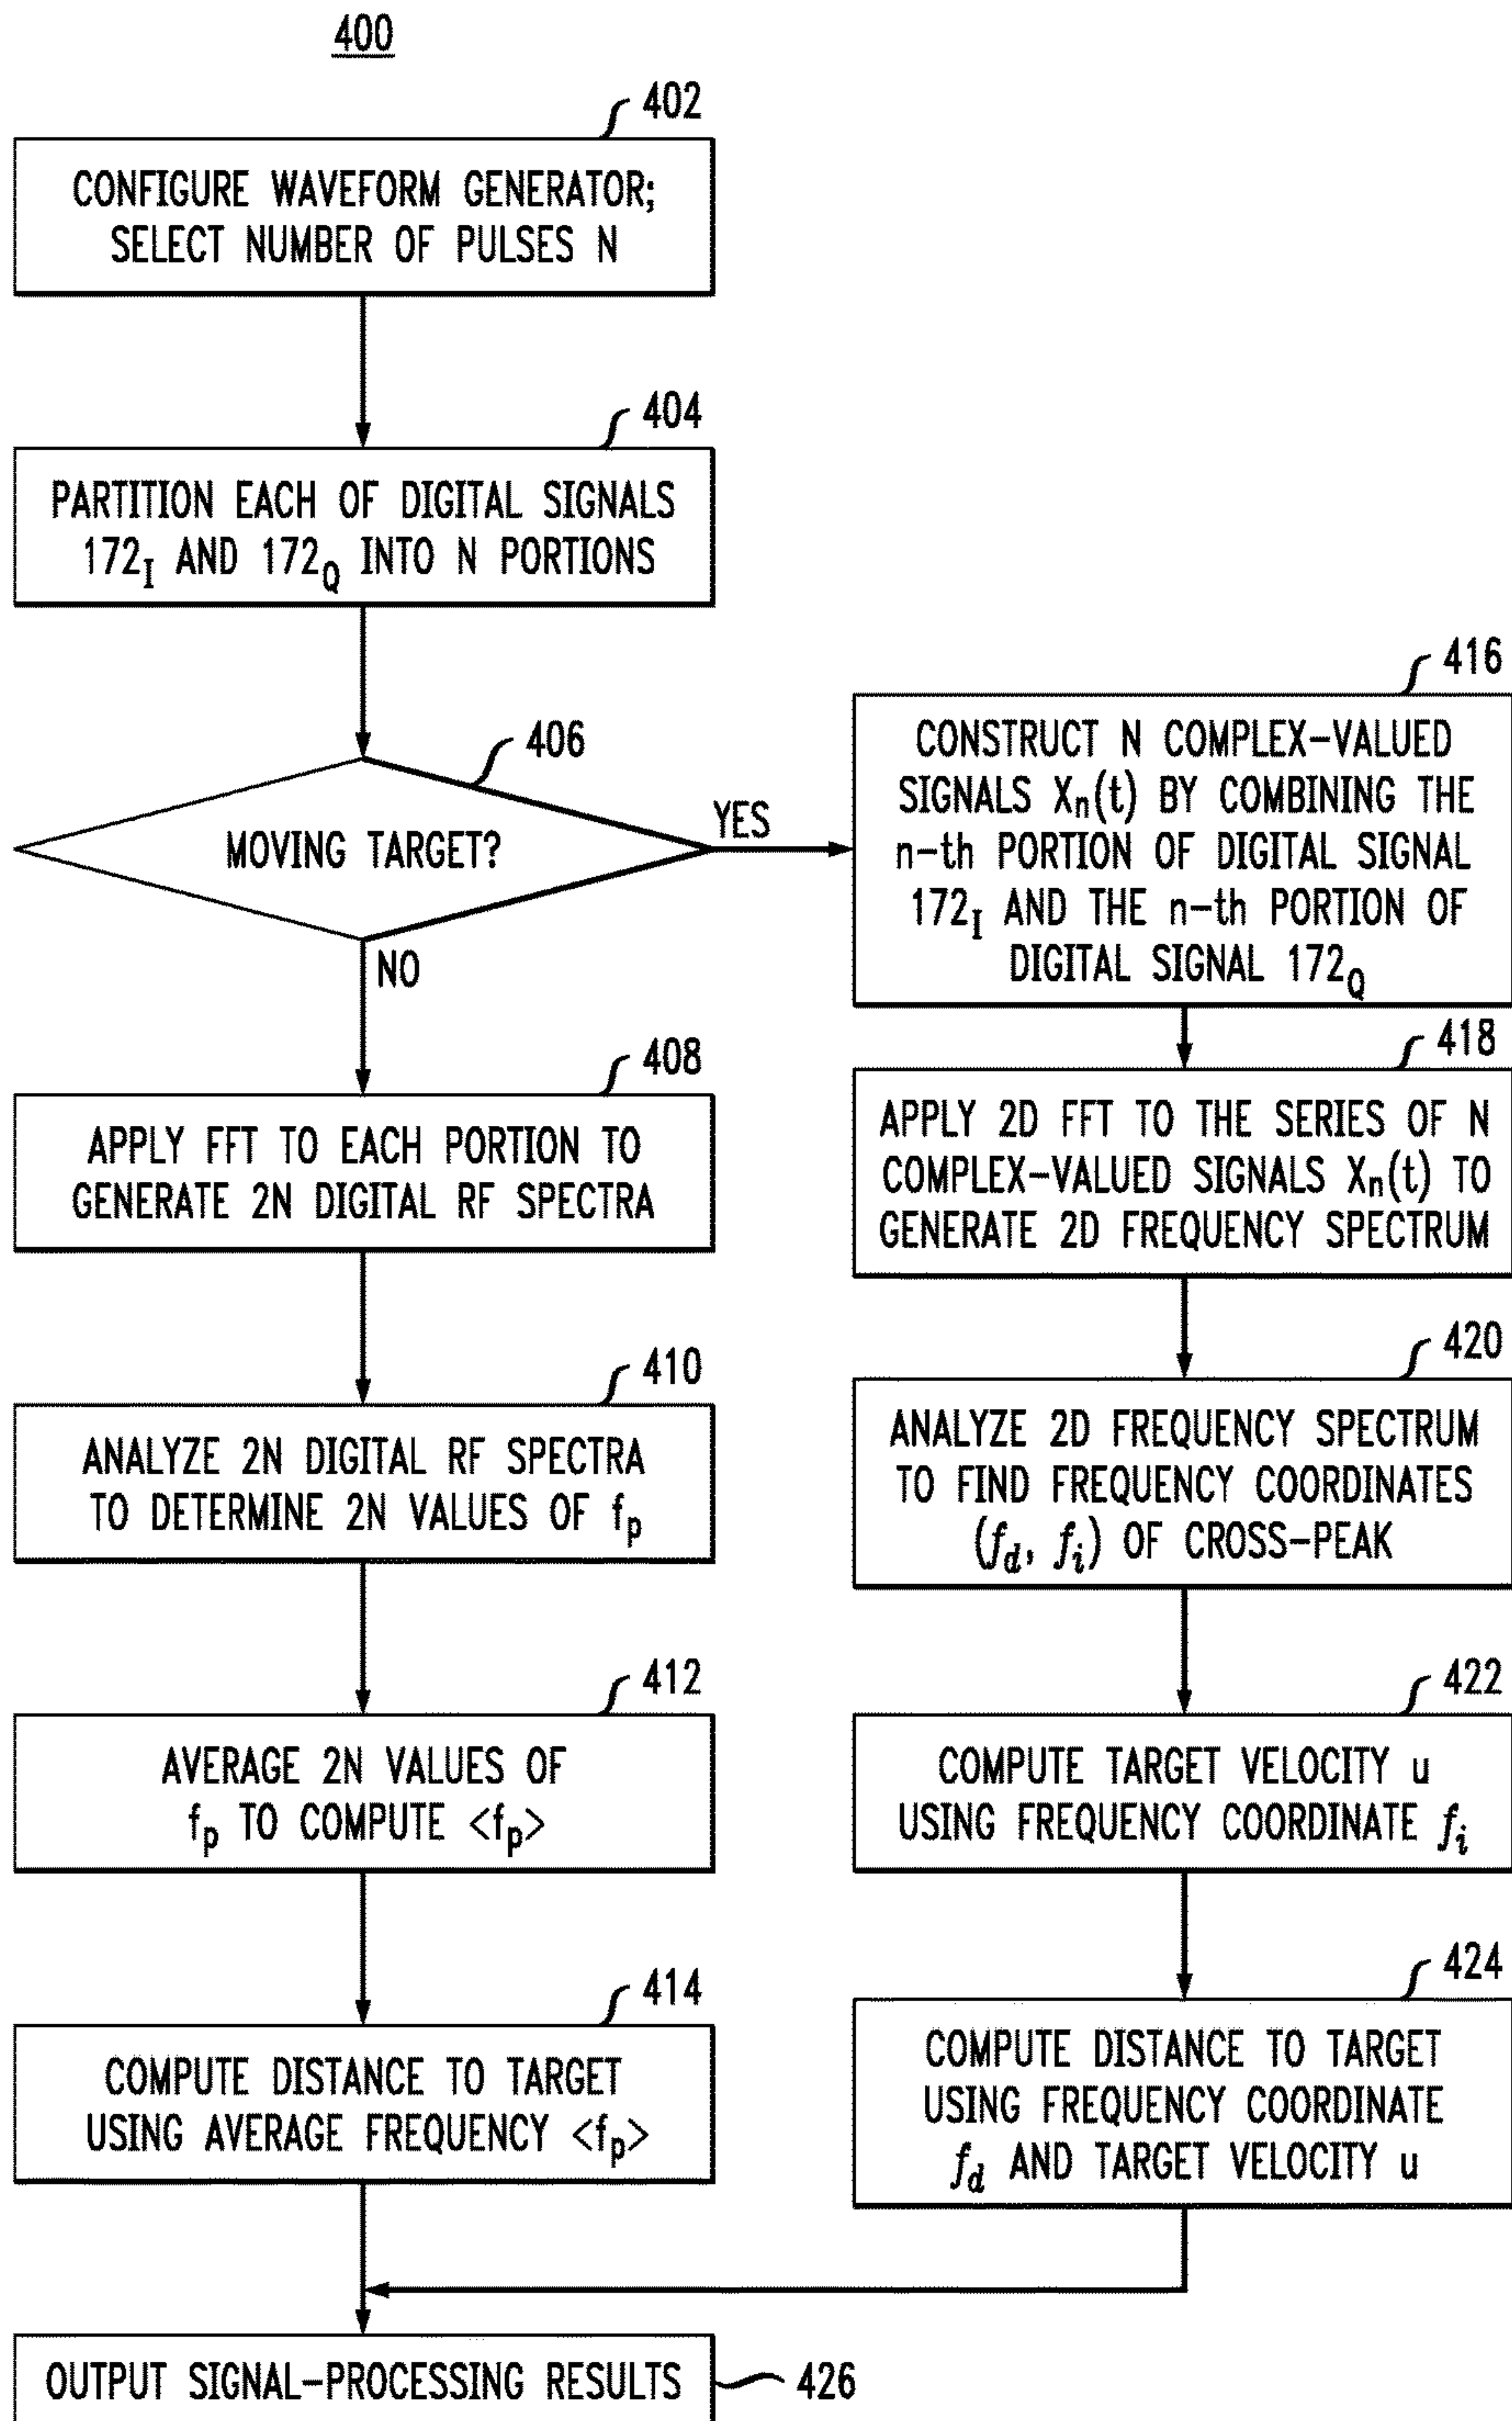 400
402
CONFIGURE WAVEFORM GENERATOR;
SELECT NUMBER OF PULSES N
404
PARTITION EACH OF DIGITAL SIGNALS
172I AND 172Q INTO N PORTIONS
406
MOVING TARGET?
YES
NO
408
APPLY FFT TO EACH PORTION TO
GENERATE 2N DIGITAL RF SPECTRA
410
ANALYZE 2N DIGITAL RF SPECTRA
TO DETERMINE 2N VALUES OF fp
412
AVERAGE 2N VALUES OF
fp TO COMPUTE <fp>
414
COMPUTE DISTANCE TO TARGET
USING AVERAGE FREQUENCY <fp>
416
CONSTRUCT N COMPLEX-VALUED
SIGNALS Xn(t) BY COMBINING THE
n-th PORTION OF DIGITAL SIGNAL
172I AND THE n-th PORTION OF
DIGITAL SIGNAL 172Q
418
APPLY 2D FFT TO THE SERIES OF N
COMPLEX-VALUED SIGNALS Xn(t) TO
GENERATE 2D FREQUENCY SPECTRUM
420
ANALYZE 2D FREQUENCY SPECTRUM
TO FIND FREQUENCY COORDINATES
(fd, fi) OF CROSS-PEAK
422
COMPUTE TARGET VELOCITY u
USING FREQUENCY COORDINATE fi
424
COMPUTE DISTANCE TO TARGET
USING FREQUENCY COORDINATE
fd AND TARGET VELOCITY u
OUTPUT SIGNAL-PROCESSING RESULTS
426